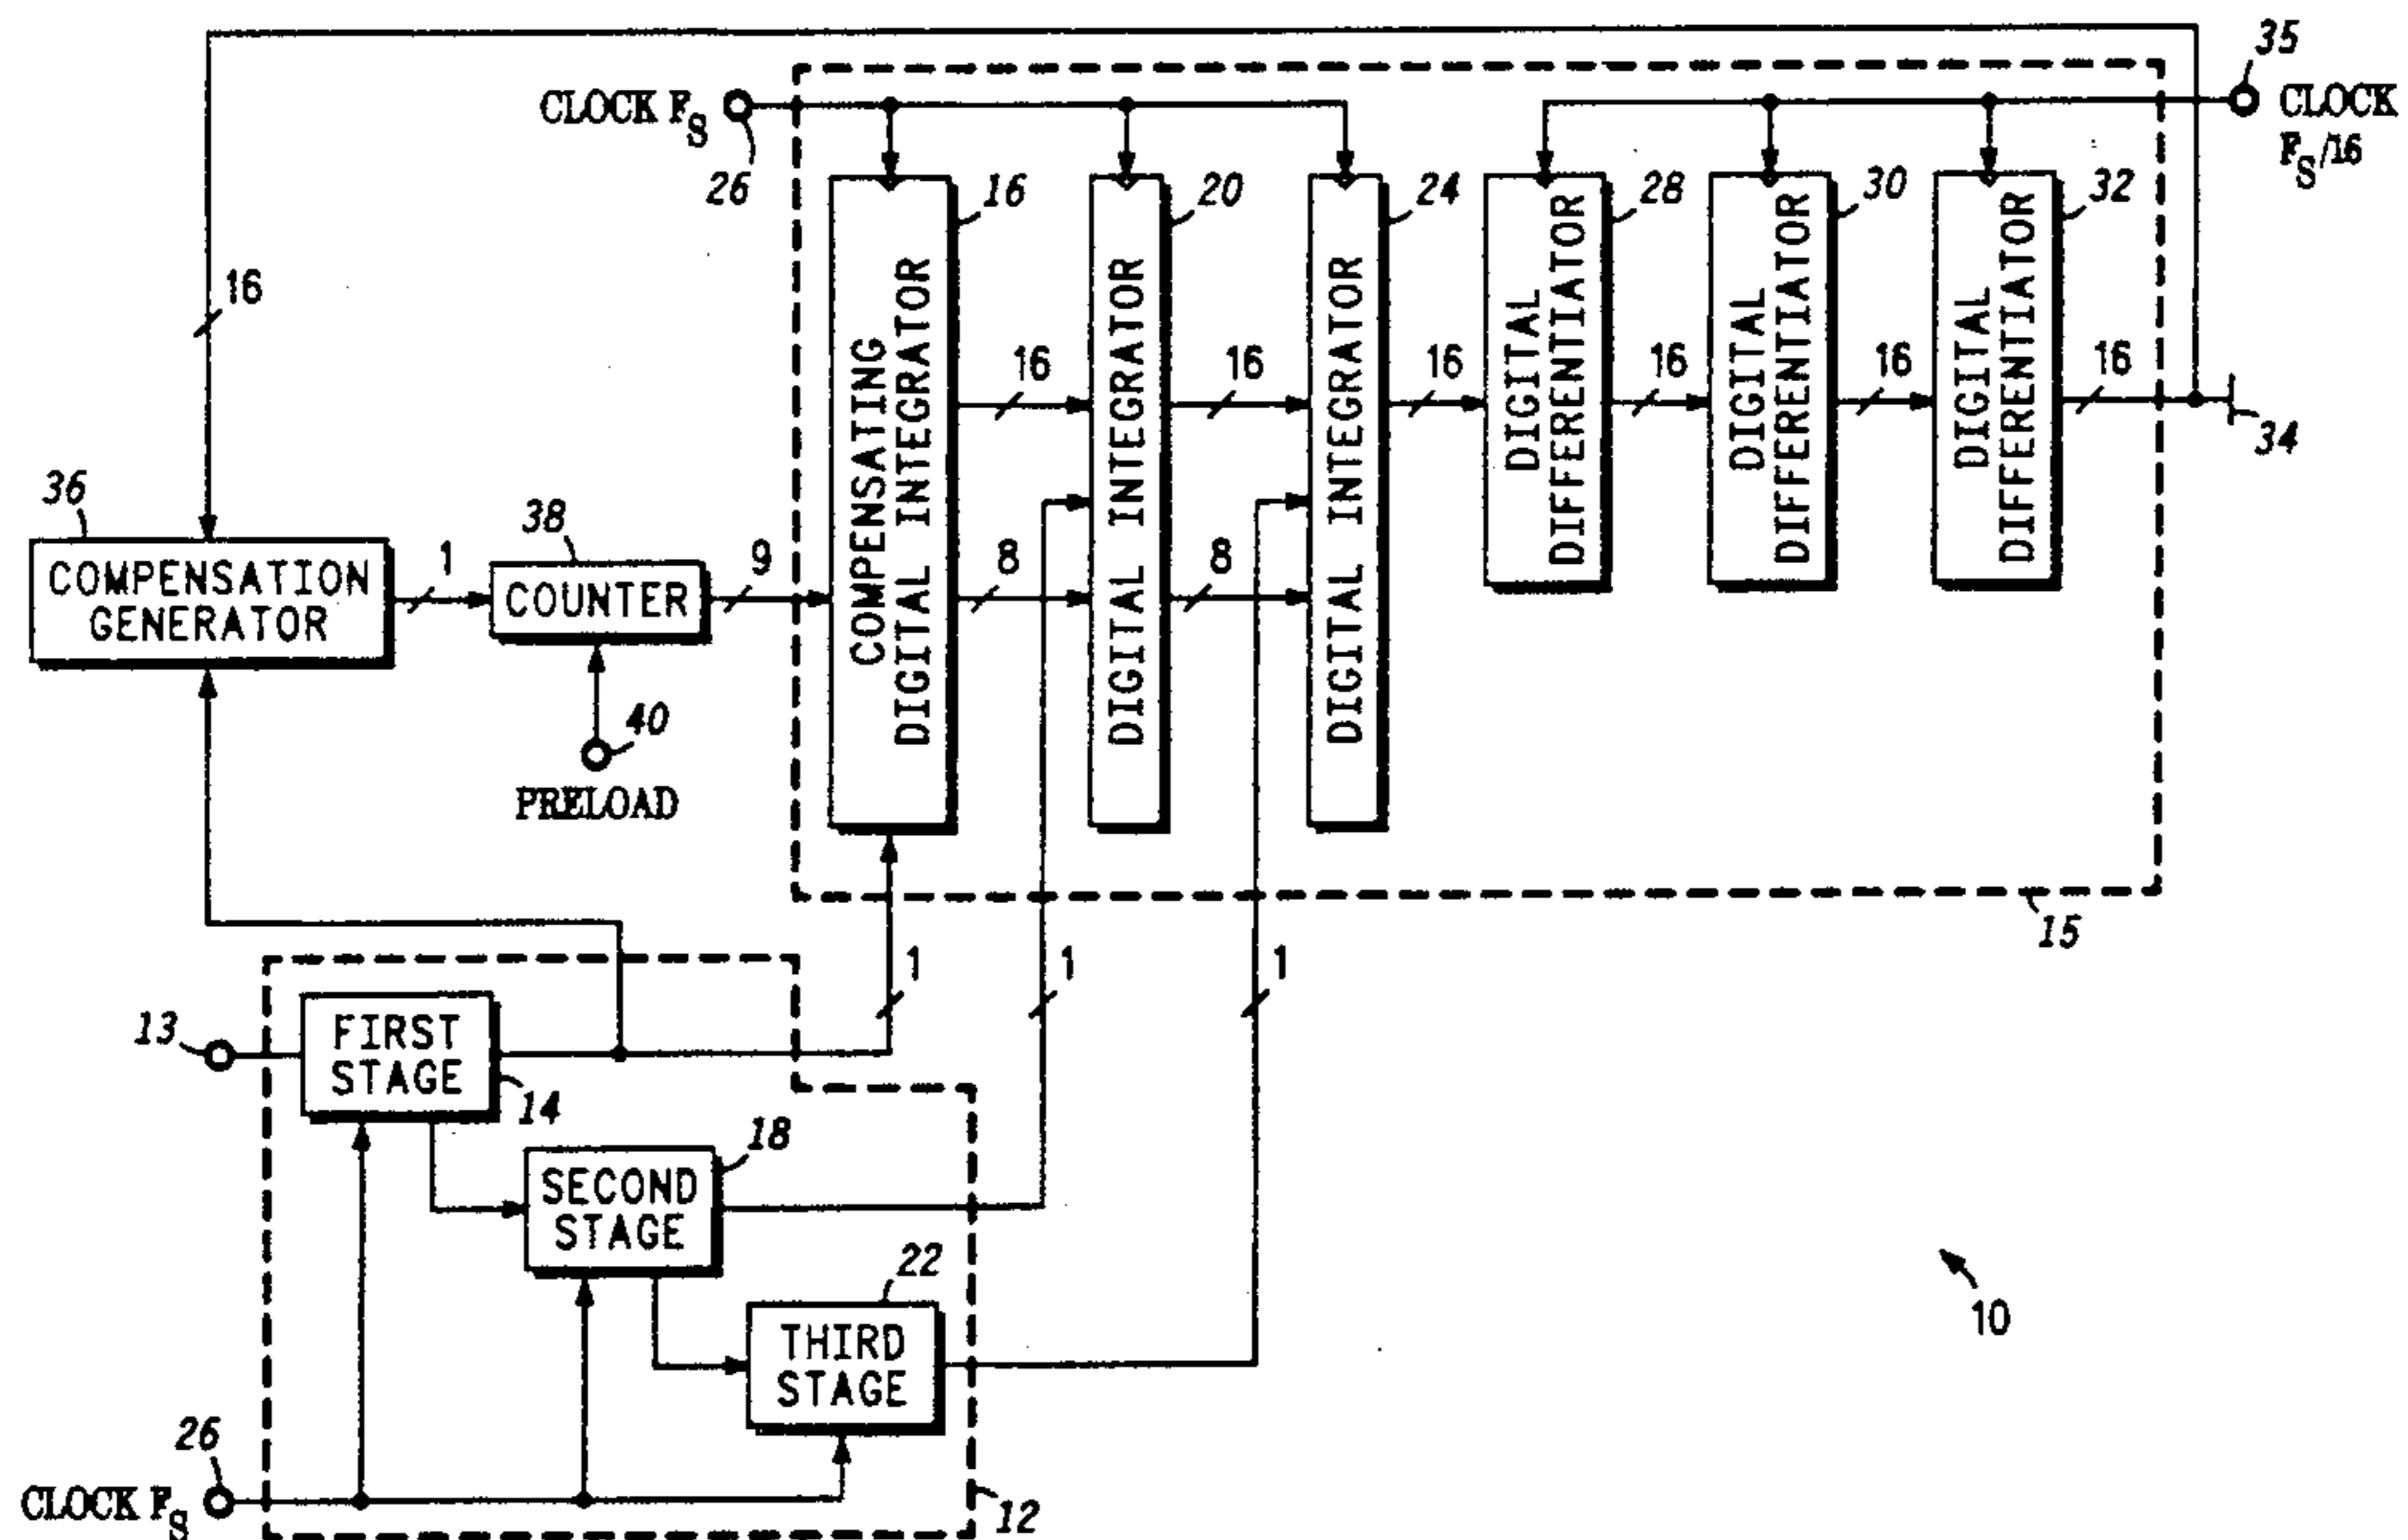 35
CLOCK F_S
CLOCK
F_S/16
26
16
20
24
28
30
32
16
COMPENSATING
DIGITAL INTEGRATOR
DIGITAL INTEGRATOR
DIGITAL INTEGRATOR
DIGITAL
DIFFERENTIATOR
DIGITAL
DIFFERENTIATOR
DIGITAL
DIFFERENTIATOR
16
16
16
16
16
16
34
36
38
COMPENSATION
GENERATOR
1
COUNTER
9
8
8
40
PRELOAD
15
1
1
1
13
FIRST
STAGE
14
18
SECOND
STAGE
22
THIRD
STAGE
10
26
CLOCK F_S
12